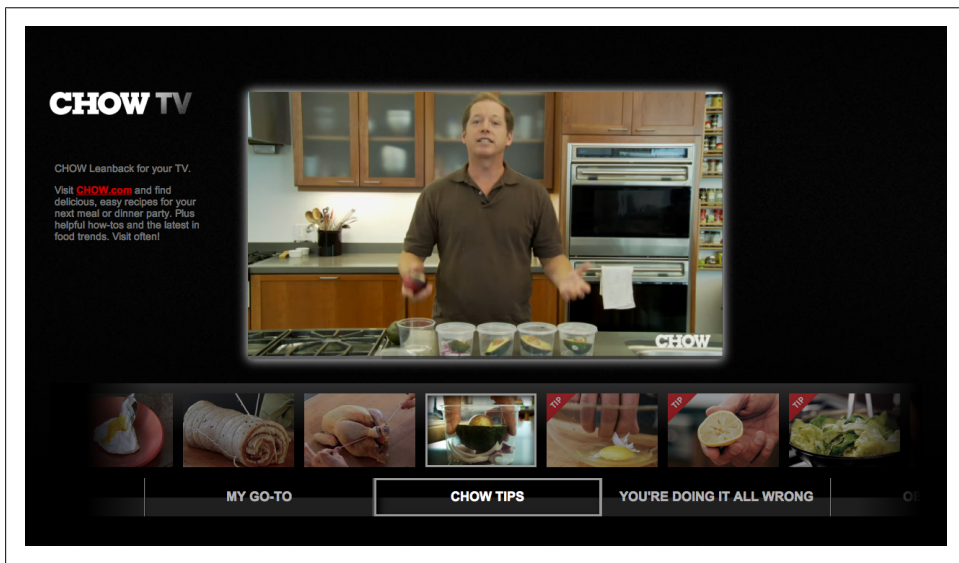 CHOW TV
CHOW Leanback for your TV.
Visit CHOW.com and find
delicious, easy recipes for your
next meal or dinner party. Plus
helpful how-tos and the latest in
food trends. Visit often!
CHOW
TIP
TIP
TIP
MY GO-TO
CHOW TIPS
YOU'RE DOING IT ALL WRONG